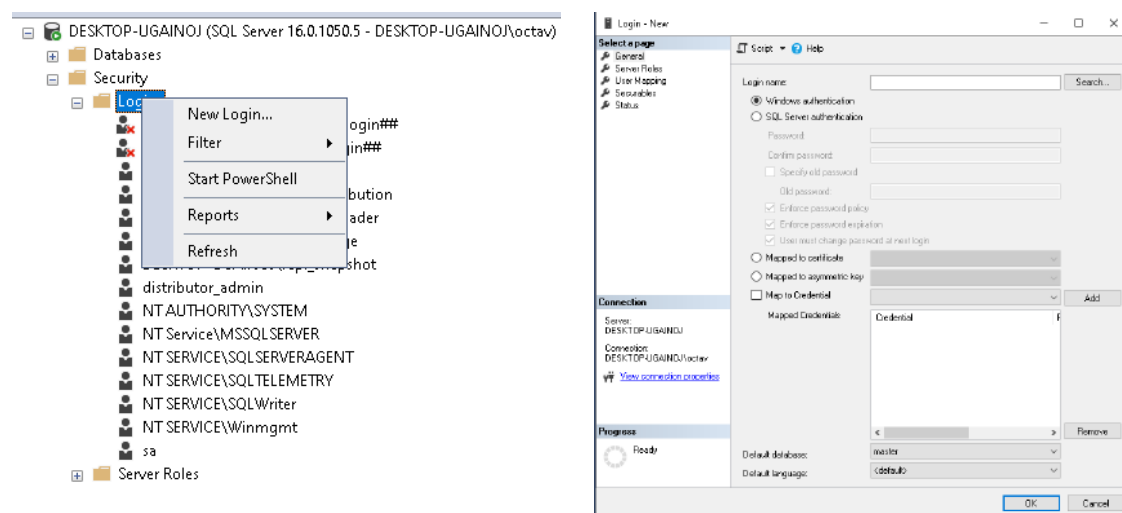 DESKTOP-UGAINOJ (SQL Server 16.0.1050.5 - DESKTOP-UGAINOJ\octav)
Databases
Security
New Login...
ogin##
Filter
gin##
Start PowerShell
bution
Reports
ader
ge
Refresh
shot
distributor_admin
NT AUTHORITY\SYSTEM
NT Service\MSSQLSERVER
NT SERVICE\SQLSERVERAGENT
NT SERVICE\SQLTELEMETRY
NT SERVICE\SQLWriter
NT SERVICE\Winmgmt
sa
Server Roles
Login - New
Select a page
General
Server Roles
User Mapping
Securables
Status
Script
Help
Login name:
Search...
Windows authentication
SQL Server authentication
Password:
Confirm password:
Specify old password
Old password:
Enforce password policy
Enforce password expiration
User must change password at next login
Mapped to certificate
Mapped to asymmetric key
Map to Credential
Add
Mapped Credentials
Credential
Remove
Default database:
master
Default language:
<default>
Connection
Server:
DESKTOP-UGAINOJ
Connection:
DESKTOP-UGAINOJ\octav
View connection properties
Progress
Ready
OK
Cancel